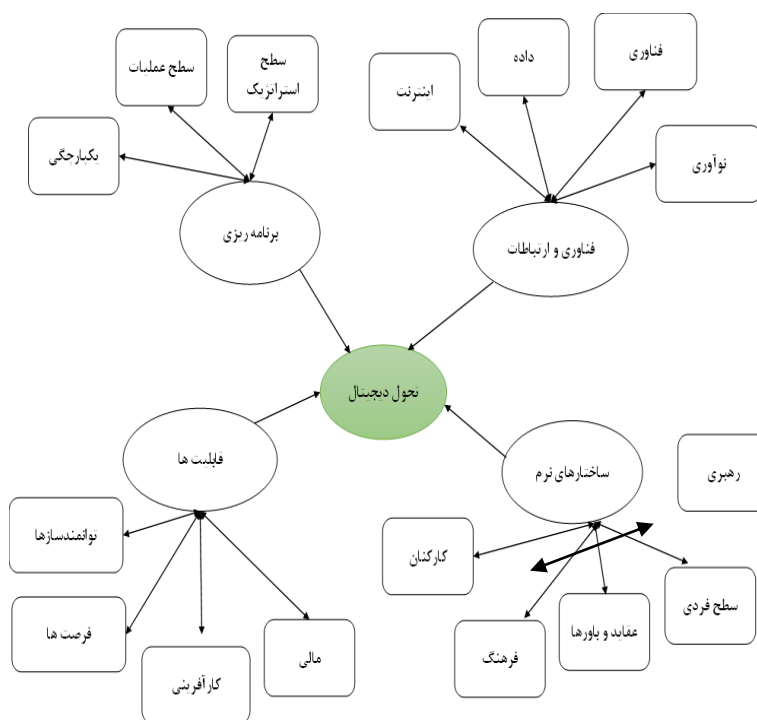 فناوری
داده
اینترنت
نوآوری
فناوری و ارتباطات
سطح
استراتژیک
سطح عملیات
یکپارچگی
برنامه ریزی
تحول دیجیتال
ساختارهای نرم
رهبری
سطح فردی
عقاید و باورها
فرهنگ
کارکنان
قابلیت ها
توانمندسازها
فرصت ها
کارآفرینی
مالی